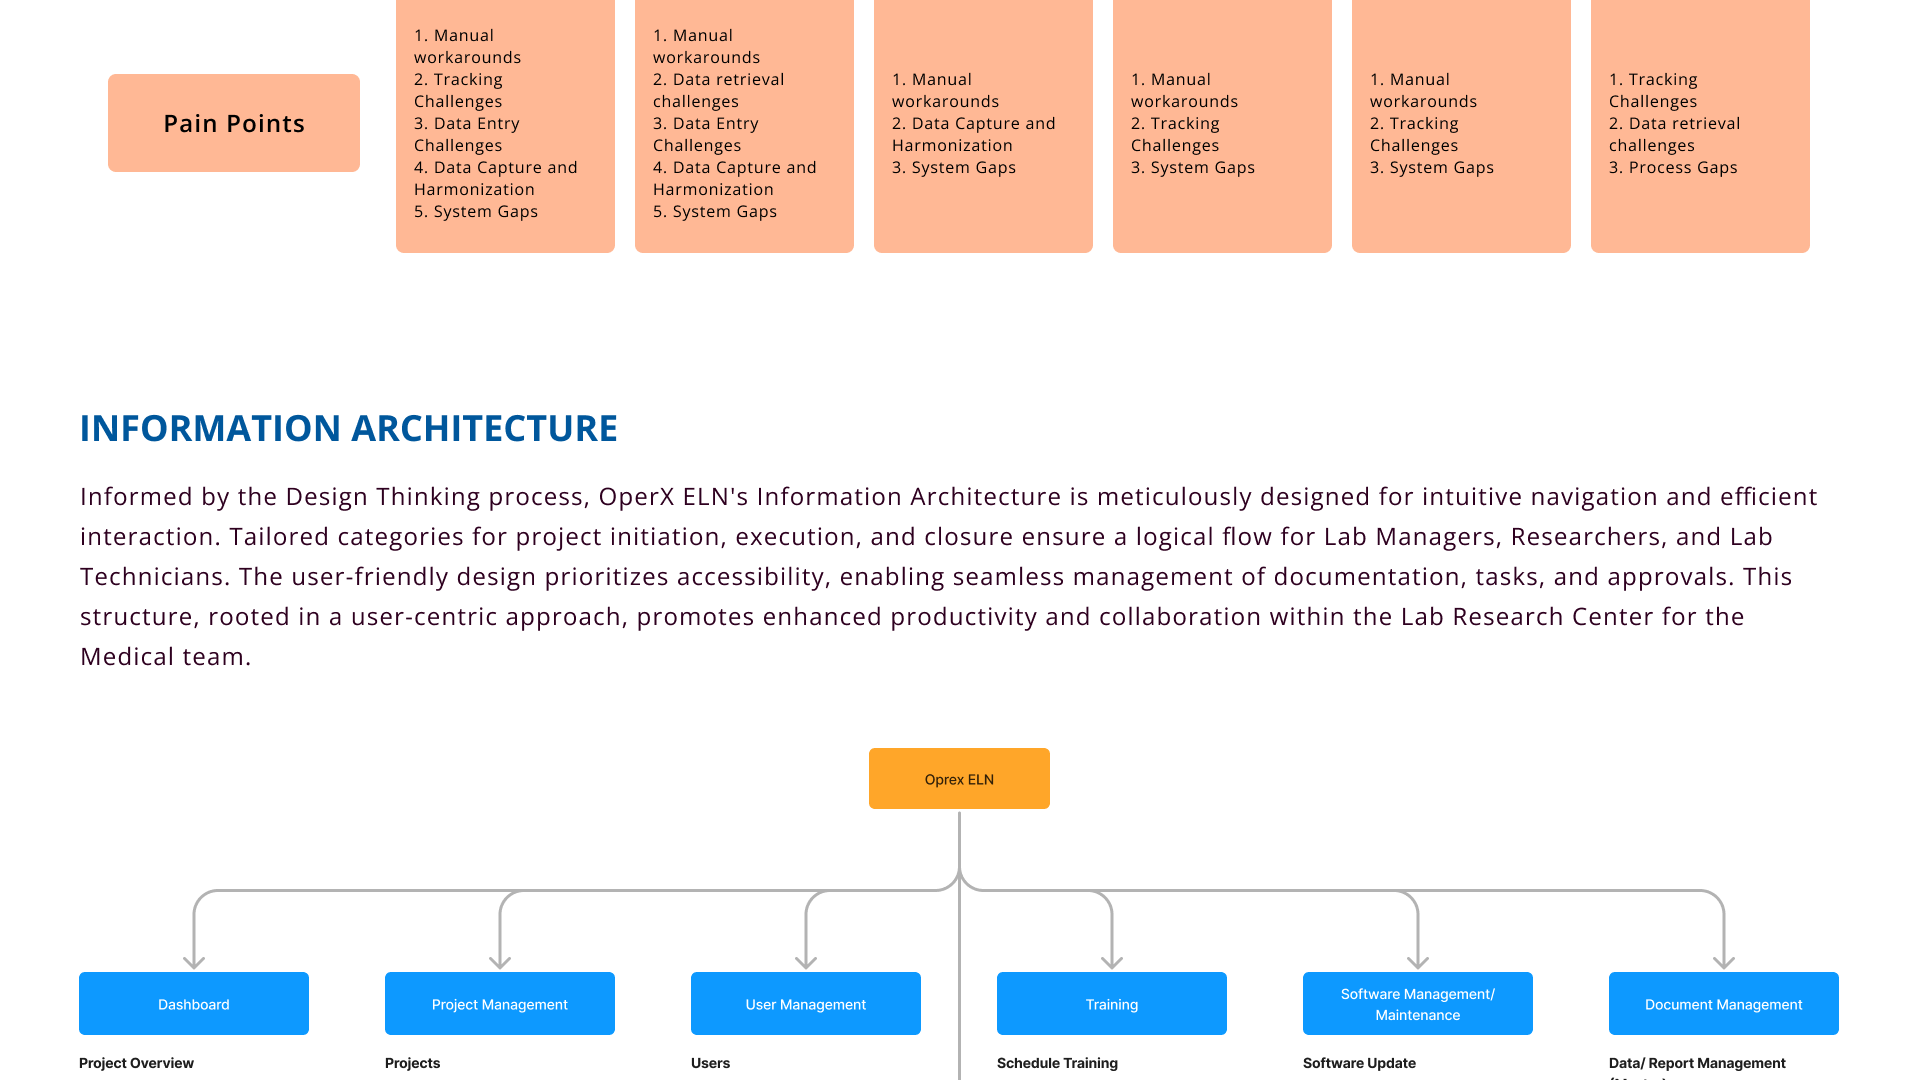 Pain Points
1. Manual
workarounds
2. Tracking
Challenges
3. Data Entry
Challenges
4. Data Capture and
Harmonization
5. System Gaps
1. Manual
workarounds
2. Data retrieval
challenges
3. Data Entry
Challenges
4. Data Capture and
Harmonization
5. System Gaps
1. Manual
workarounds
2. Data Capture and
Harmonization
3. System Gaps
1. Manual
workarounds
2. Tracking
Challenges
3. System Gaps
1. Manual
workarounds
2. Tracking
Challenges
3. System Gaps
1. Tracking
Challenges
2. Data retrieval
challenges
3. Process Gaps
INFORMATION ARCHITECTURE
Informed by the Design Thinking process, OperX ELN's Information Architecture is meticulously designed for intuitive navigation and efficient
interaction. Tailored categories for project initiation, execution, and closure ensure a logical flow for Lab Managers, Researchers, and Lab
Technicians. The user-friendly design prioritizes accessibility, enabling seamless management of documentation, tasks, and approvals. This
structure, rooted in a user-centric approach, promotes enhanced productivity and collaboration within the Lab Research Center for the
Medical team.
Oprex ELN
Dashboard
Project Management
User Management
Training
Software Management/
Maintenance
Document Management
Project Overview
Projects
Users
Schedule Training
Software Update
Data/ Report Management